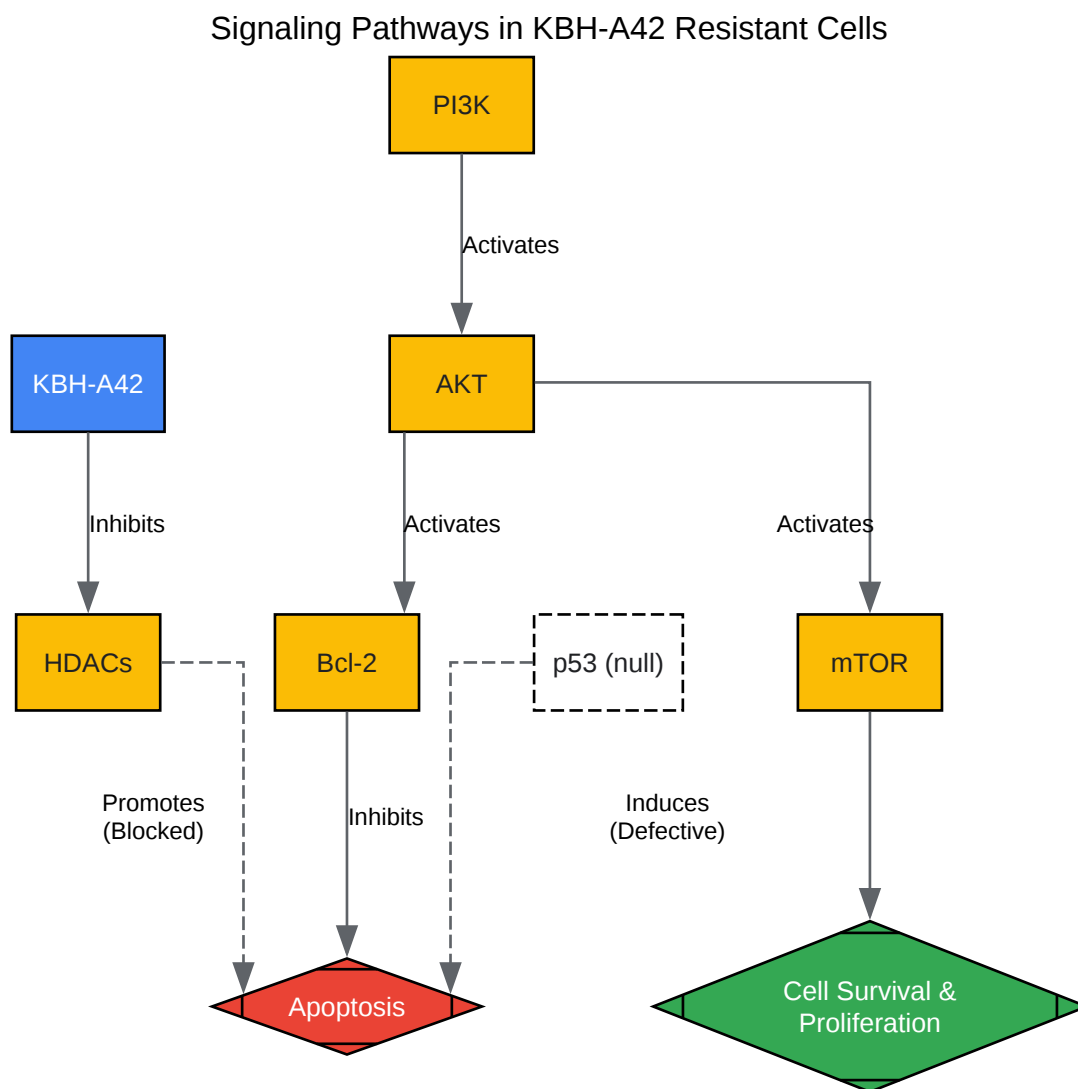 Signaling Pathways in KBH-A42 Resistant Cells
PI3K
Activates
KBH-A42
AKT
Inhibits
Activates
Activates
HDACs
Bcl-2
p53 (null)
mTOR
Promotes
(Blocked)
Inhibits
Induces
(Defective)
Apoptosis
Cell Survival &
Proliferation